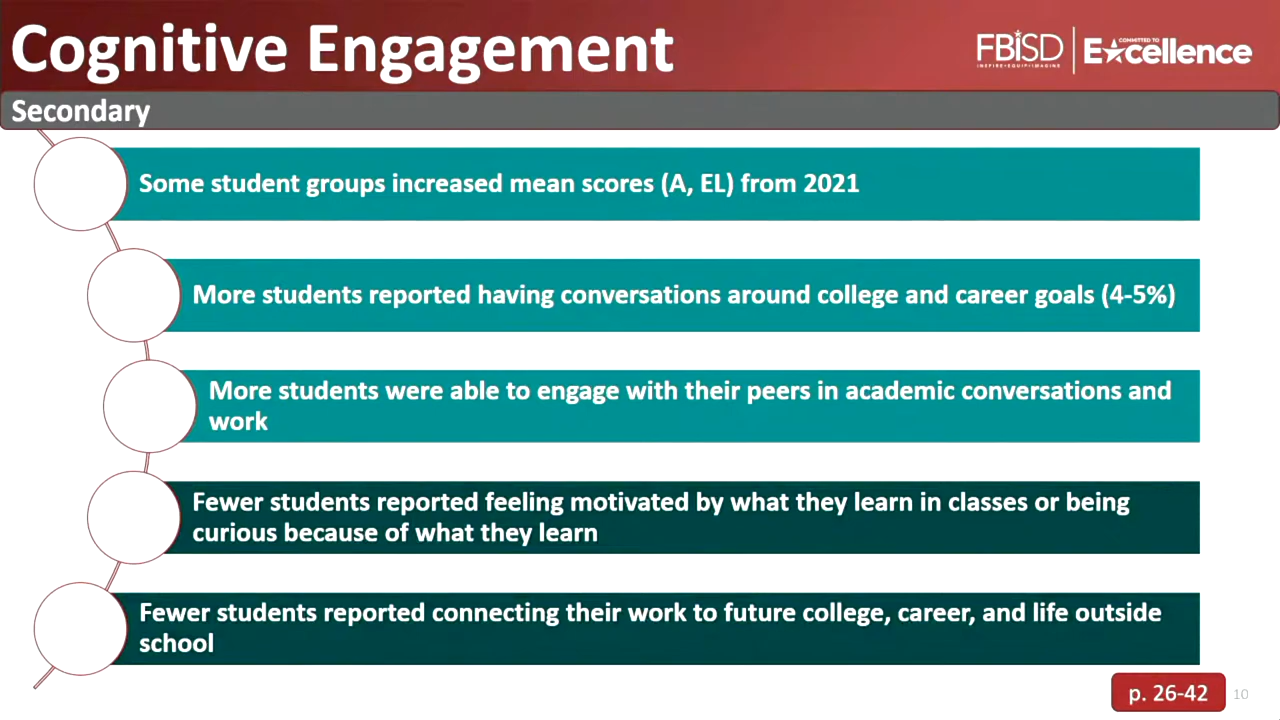 Cognitive Engagement
FBISD
INSPIRE•EQUIP•IMAGINE
COMMITTED TO
Excellence
Secondary
Some student groups increased mean scores (A, EL) from 2021
More students reported having conversations around college and career goals (4-5%)
More students were able to engage with their peers in academic conversations and
work
Fewer students reported feeling motivated by what they learn in classes or being
curious because of what they learn
Fewer students reported connecting their work to future college, career, and life outside
school
p. 26-42
10